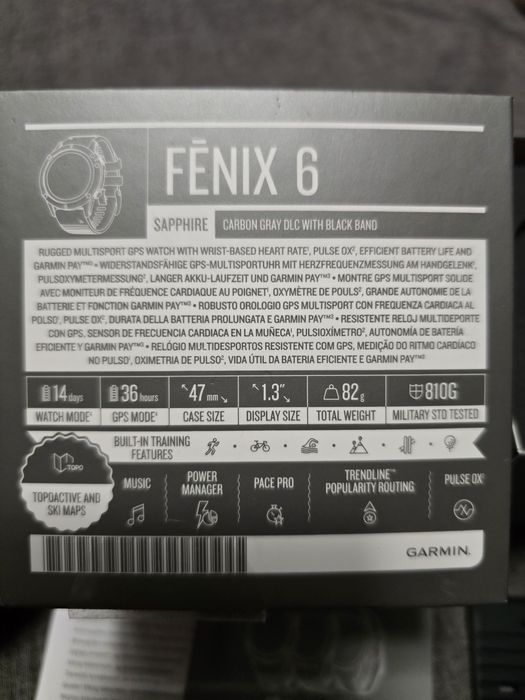 FĒNIX 6
SAPPHIRE CARBON GRAY DLC WITH BLACK BAND
RUGGED MULTISPORT GPS WATCH WITH WRIST-BASED HEART RATE¹, PULSE OX², EFFICIENT BATTERY LIFE AND
GARMIN PAY™³ • WIDERSTANDSFÄHIGE GPS-MULTISPORTUHR MIT HERZFREQUENZMESSUNG AM HANDGELENK¹,
PULSOXYMETERMESSUNG², LANGER AKKU-LAUFZEIT UND GARMIN PAY™³ • MONTRE GPS MULTISPORT SOLIDE
AVEC MONITEUR DE FRÉQUENCE CARDIAQUE AU POIGNET¹, OXYMÈTRE DE POULS², GRANDE AUTONOMIE DE LA
BATTERIE ET FONCTION GARMIN PAY™³ • ROBUSTO OROLOGIO GPS MULTISPORT CON FREQUENZA CARDIACA AL
POLSO¹, PULSE OX², DURATA DELLA BATTERIA PROLUNGATA E GARMIN PAY™³ • RESISTENTE RELOJ MULTIDEPORTE
CON GPS, SENSOR DE FRECUENCIA CARDIACA EN LA MUÑECA¹, PULSIOXÍMETRO², AUTONOMÍA DE BATERÍA
EFICIENTE Y GARMIN PAY™³ • RELÓGIO MULTIDESPORTOS RESISTENTE COM GPS, MEDIÇÃO DO RITMO CARDÍACO
NO PULSO¹, OXIMETRIA DE PULSO², VIDA ÚTIL DA BATERIA EFICIENTE E GARMIN PAY™³
14 days 36 hours 47 mm 1.3″ 82 g 810G
WATCH MODE⁴ GPS MODE⁴ CASE SIZE DISPLAY SIZE TOTAL WEIGHT MILITARY STD TESTED
BUILT-IN TRAINING
FEATURES
TOPO
TOPOACTIVE AND
SKI MAPS
MUSIC
POWER
MANAGER
PACE PRO
TRENDLINE™
POPULARITY ROUTING
PULSE OX²
GARMIN.